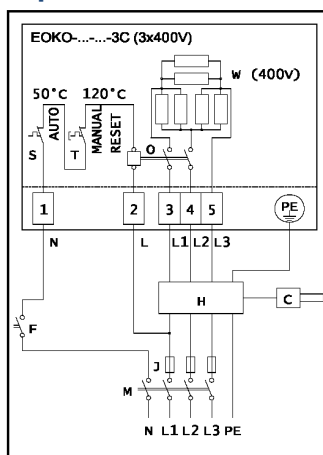 EOKO-...-...-3C (3x400V)
W (400V)
50°C
120°C
AUTO
MANUAL
RESET
S
T
O
1
2
3
4
5
PE
N
L
L1
L2
L3
H
C
F
J
M
N
L1
L2
L3
PE